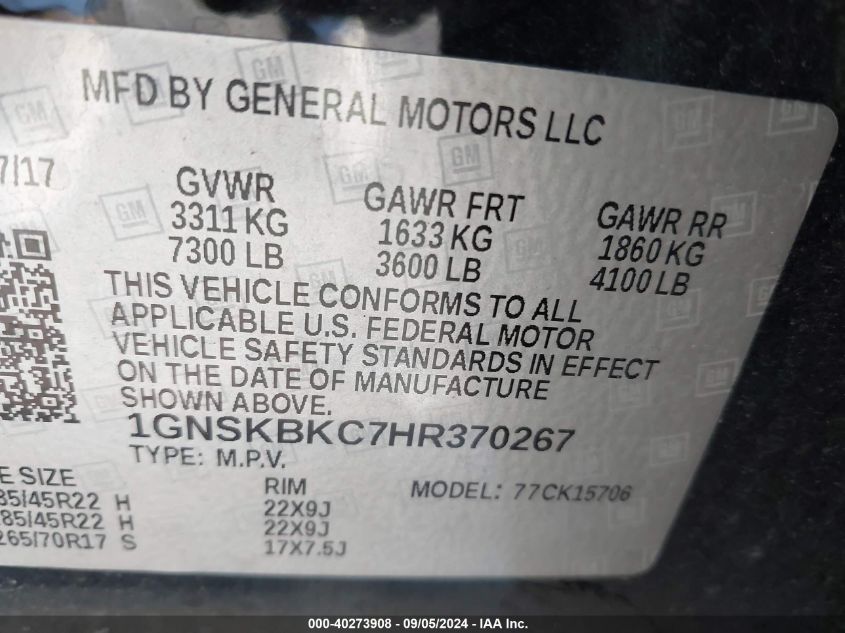 MFD BY GENERAL MOTORS LLC
7/17
GVWR GAWR FRT GAWR RR
3311 KG 1633 KG 1860 KG
7300 LB 3600 LB 4100 LB
THIS VEHICLE CONFORMS TO ALL
APPLICABLE U.S. FEDERAL MOTOR
VEHICLE SAFETY STANDARDS IN EFFECT
ON THE DATE OF MANUFACTURE
SHOWN ABOVE.
1GNSKBKC7HR370267
TYPE: M.P.V.
E SIZE RIM MODEL: 77CK15706
85/45R22 H 22X9J
285/45R22 H 22X9J
265/70R17 S 17X7.5J
000-40273908 - 09/05/2024 - IAA Inc.